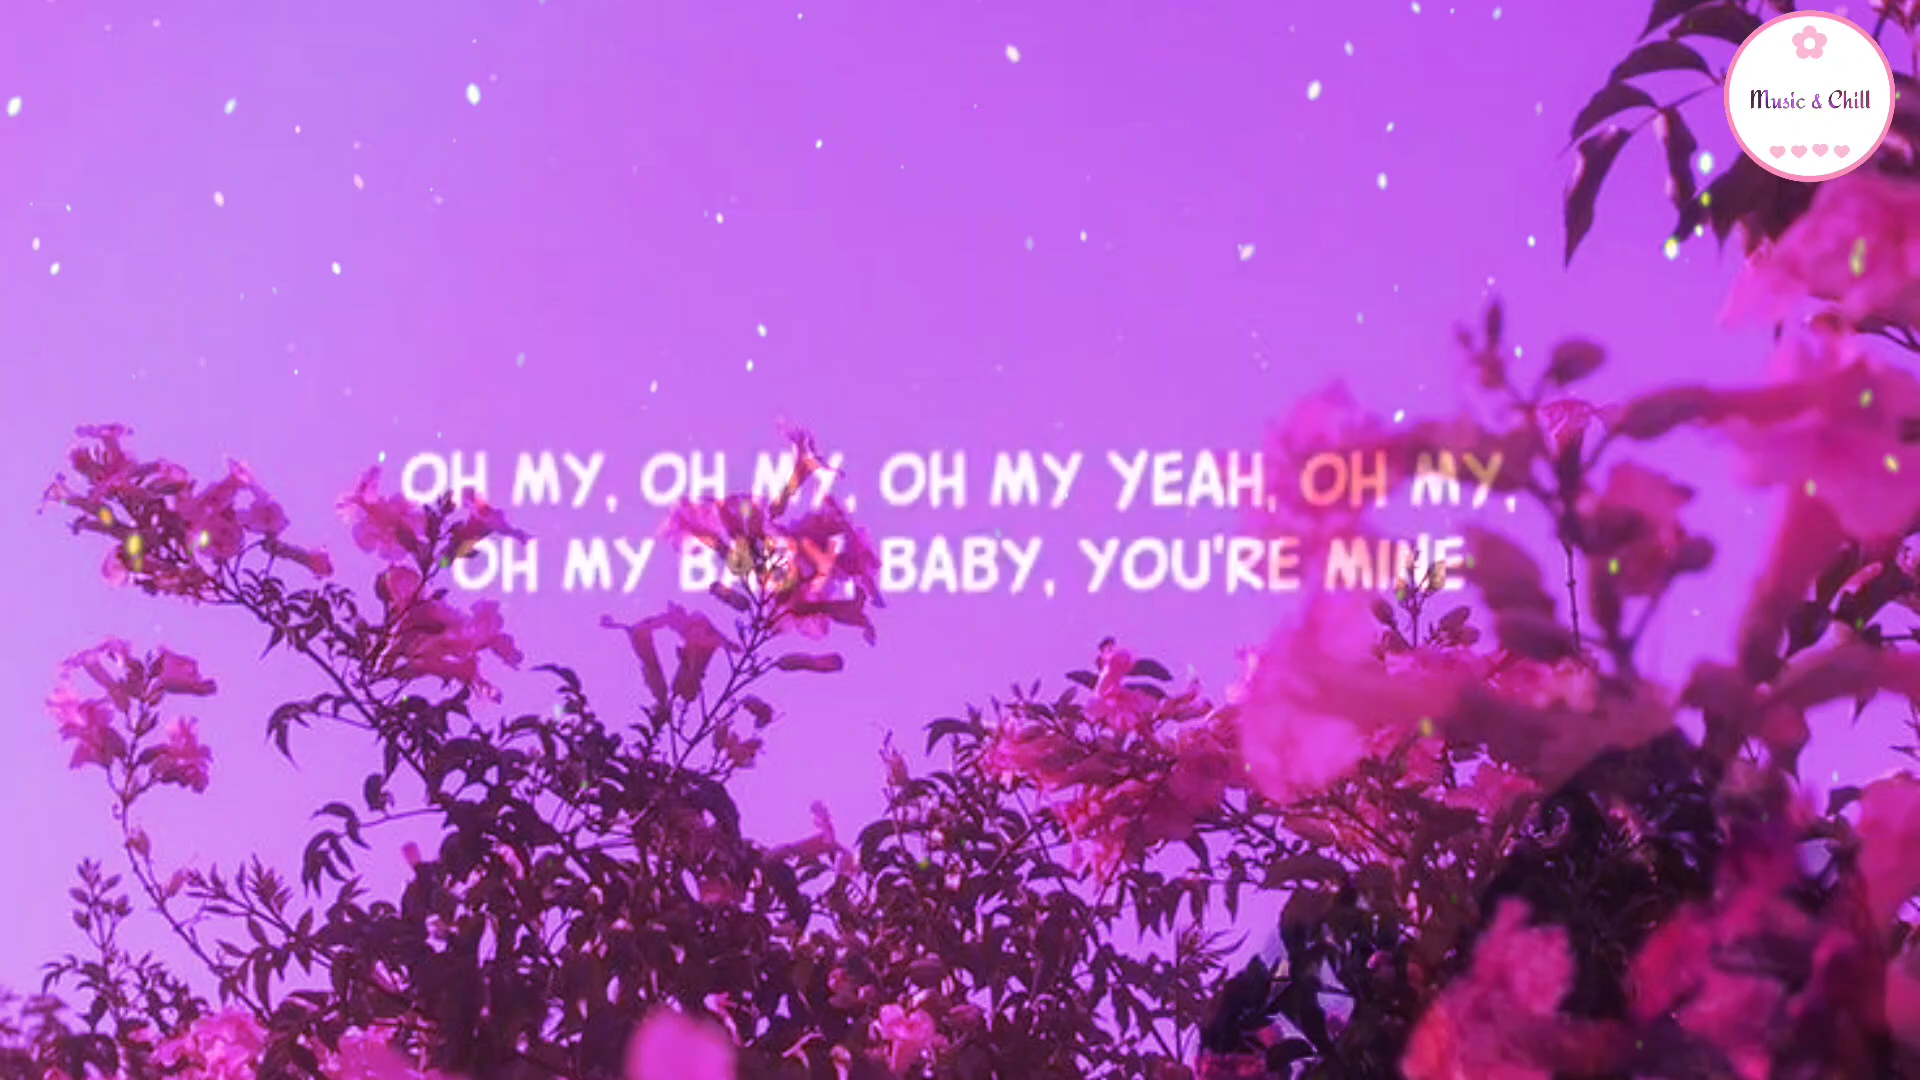 Music & Chill
OH MY, OH MY, OH MY YEAH, OH MY,
OH MY BABY, BABY, YOU'RE MINE